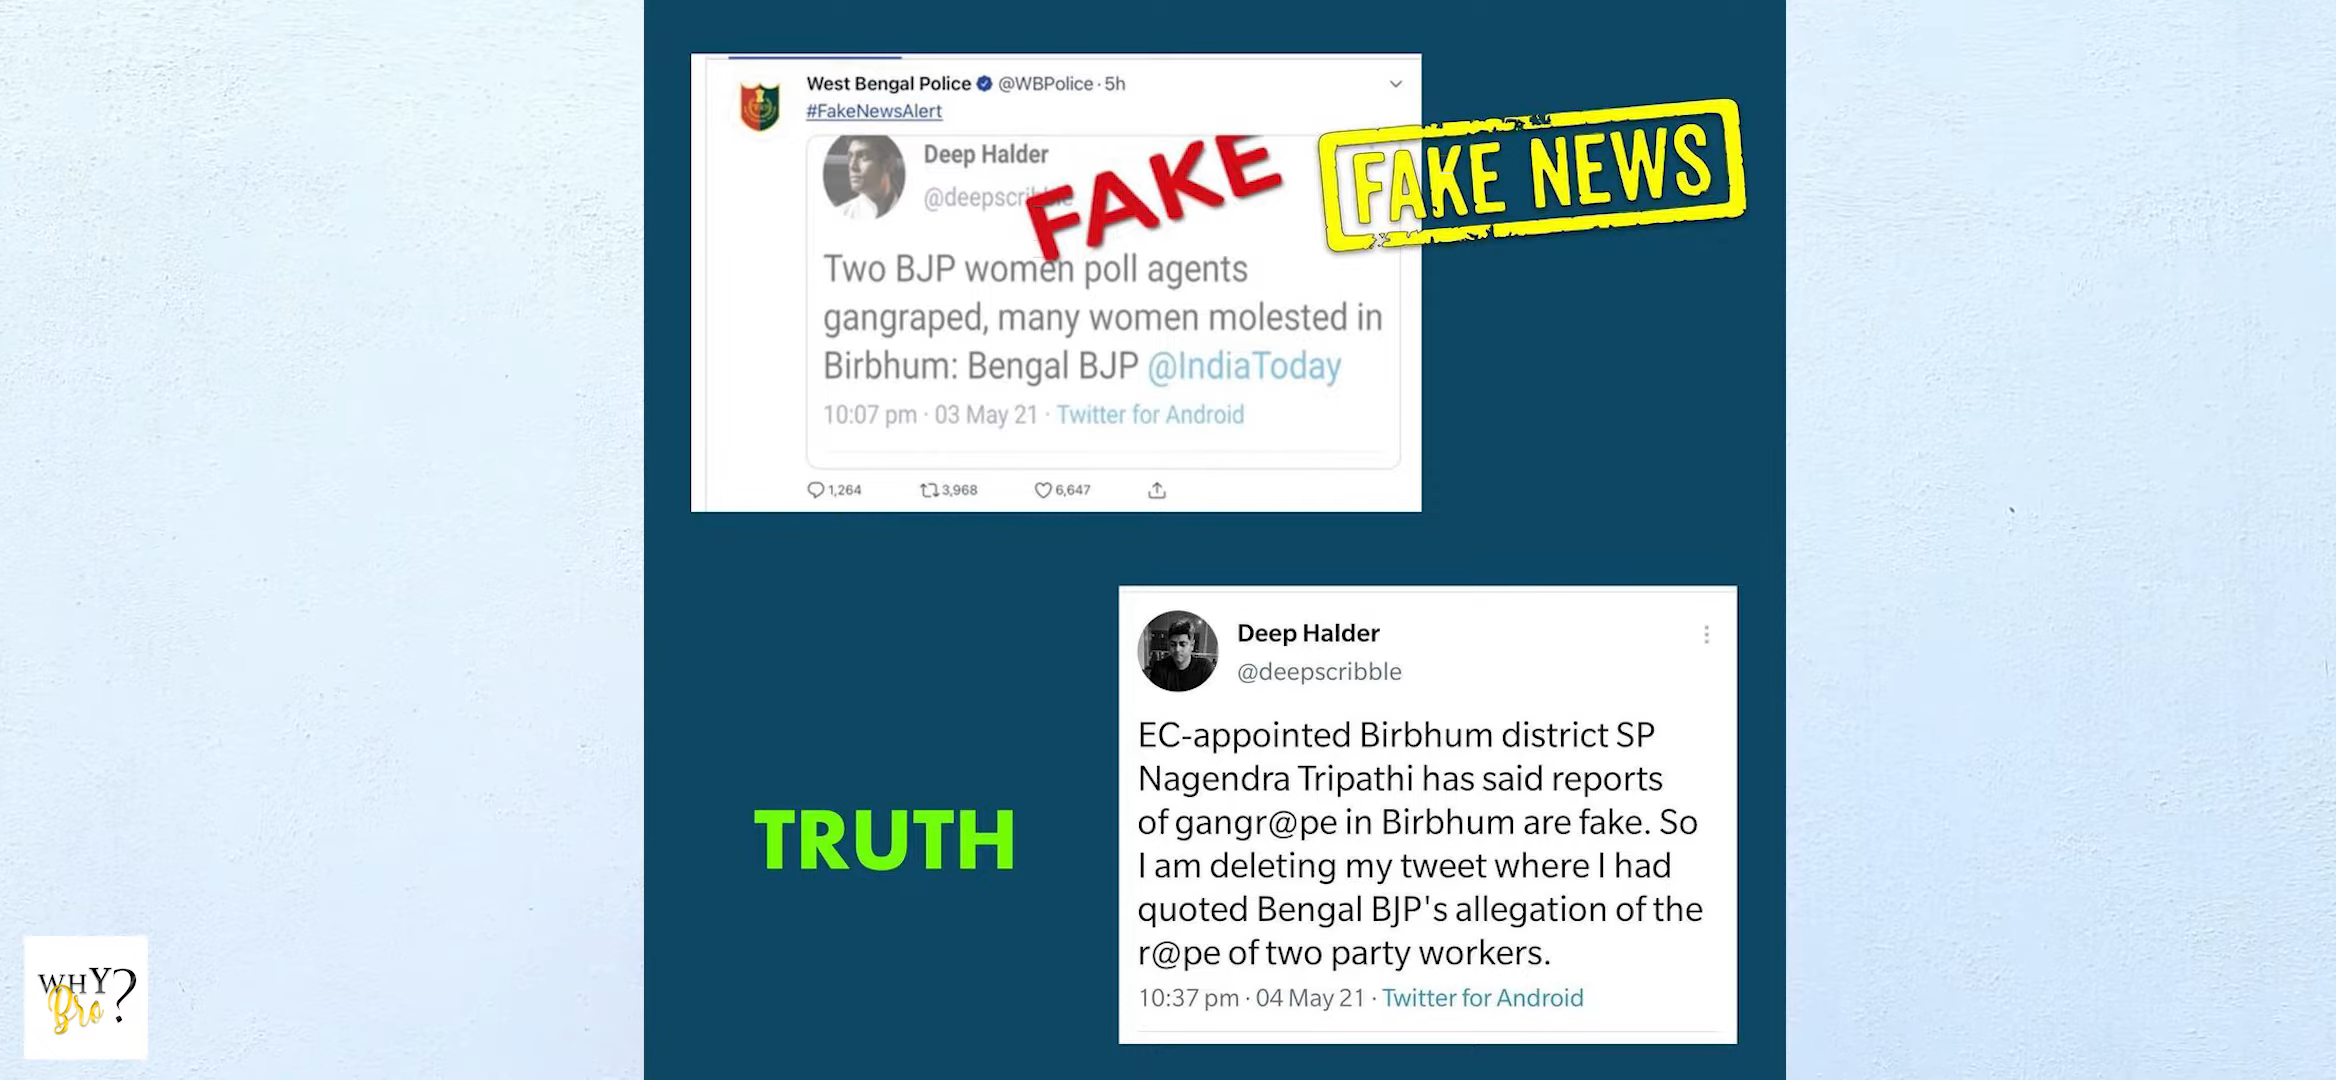 West Bengal Police @WBPolice · 5h
#FakeNewsAlert
Deep Halder
@deepscribble
FAKE
FAKE NEWS
Two BJP women poll agents
gangraped, many women molested in
Birbhum: Bengal BJP @IndiaToday
10:07 pm · 03 May 21 · Twitter for Android
1,264 3,968 6,647
TRUTH
Deep Halder
@deepscribble
EC-appointed Birbhum district SP
Nagendra Tripathi has said reports
of gangr@pe in Birbhum are fake. So
I am deleting my tweet where I had
quoted Bengal BJP's allegation of the
r@pe of two party workers.
10:37 pm · 04 May 21 · Twitter for Android
WHY?
Bro